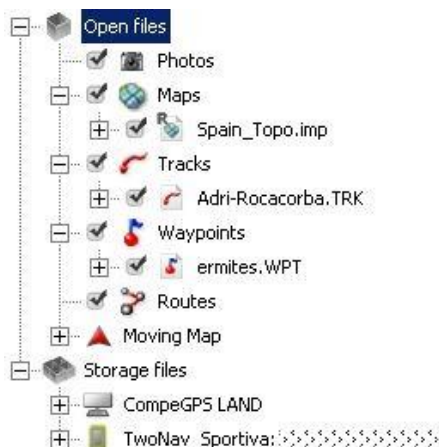 Open files
Photos
Maps
Spain_Topo.imp
Tracks
Adri-Rocacorba.TRK
Waypoints
ermites.WPT
Routes
Moving Map
Storage files
CompeGPS LAND
TwoNav Sportiva: